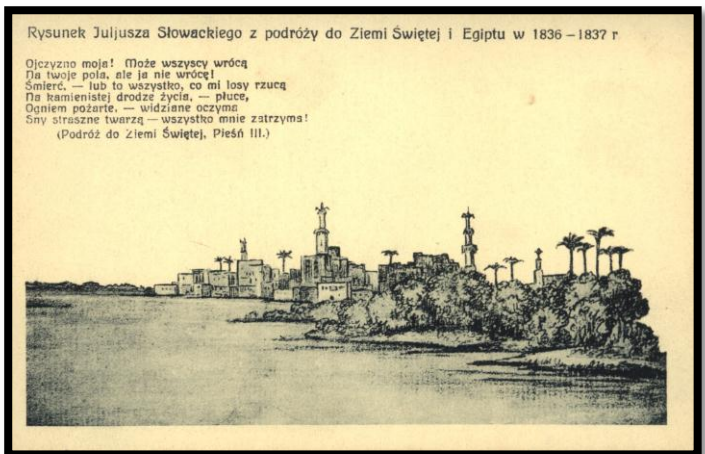 Rysunek Juljusza Słowackiego z podróży do Ziemi Świętej i Egiptu w 1836 – 1837 r
Ojczyzno moja! Może wszyscy wrócą
Na twoje pola, ale ja nie wrócę!
Śmierć, — lub to wszystko, co mi losy rzucą
Na kamienistej drodze życia, — płuce,
Ogniem pożarte, — widziane oczyma
Sny straszne twarzą — wszystko mnie zatrzyma!
(Podróż do Ziemi Świętej, Pieśń III.)